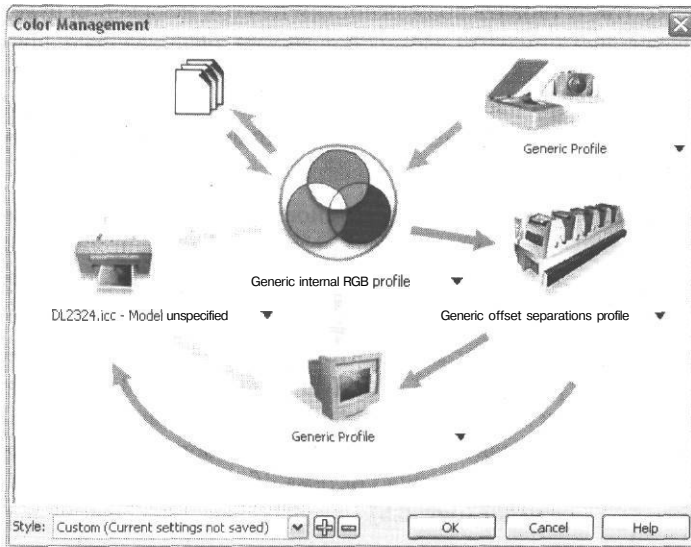 Color Management
Generic Profile
Generic internal RGB profile
DL2324.icc - Model unspecified
Generic offset separations profile
Generic Profile
Style: Custom (Current settings not saved)
OK Cancel Help